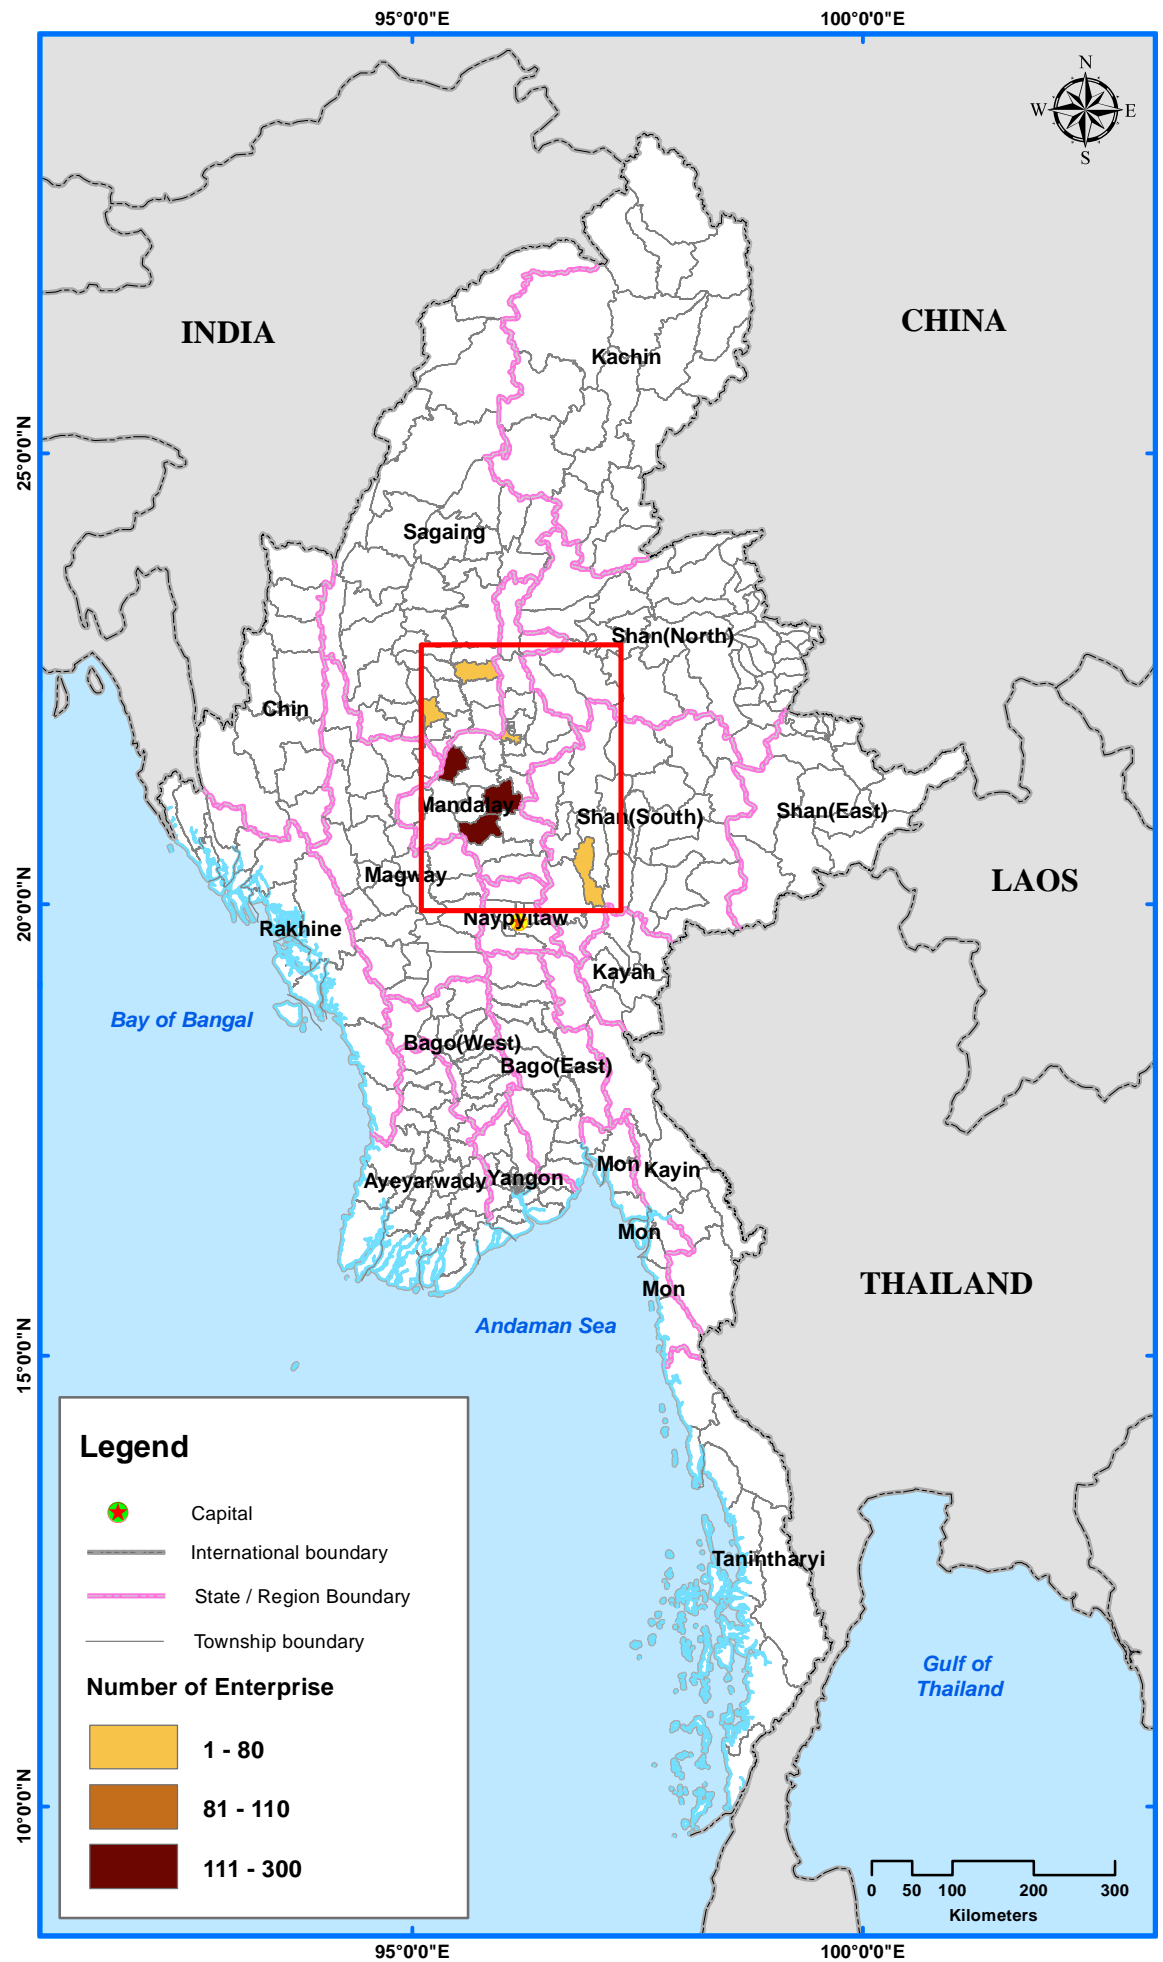 95°0'0"E
100°0'0"E
N
W
E
S
INDIA
CHINA
Kachin
25°0'0"N
Sagaing
Shan(North)
Chin
Mandalay
Shan(South)
Shan(East)
Magway
LAOS
20°0'0"N
Naypyitaw
Rakhine
Kayah
Bay of Bangal
Bago(West)
Bago(East)
Mon
Kayin
Ayeyarwady
Yangon
Mon
THAILAND
Mon
Andaman Sea
15°0'0"N
Legend
Capital
International boundary
State / Region Boundary
Township boundary
Number of Enterprise
1 - 80
81 - 110
111 - 300
Tanintharyi
Gulf of
Thailand
10°0'0"N
0 50 100 200 300
Kilometers
95°0'0"E
100°0'0"E